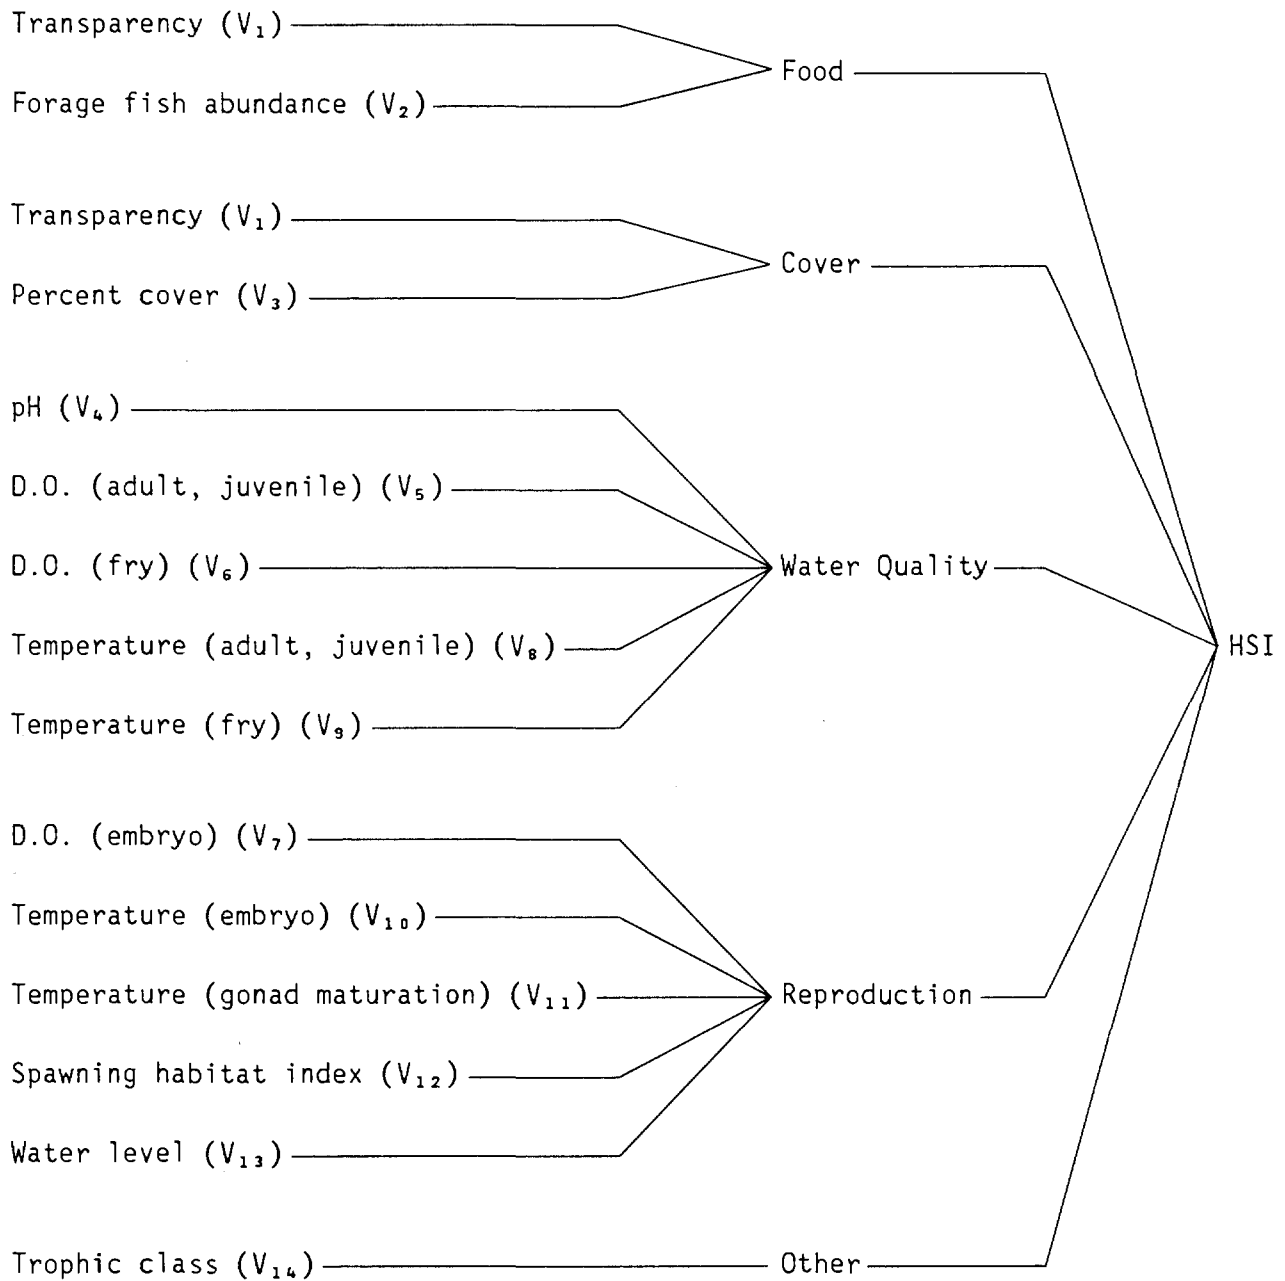 Transparency (V₁)
Food
Forage fish abundance (V₂)
Transparency (V₁)
Cover
Percent cover (V₃)
pH (V₄)
D.O. (adult, juvenile) (V₅)
D.O. (fry) (V₆)
Water Quality
Temperature (adult, juvenile) (V₈)
HSI
Temperature (fry) (V₉)
D.O. (embryo) (V₇)
Temperature (embryo) (V₁₀)
Temperature (gonad maturation) (V₁₁)
Reproduction
Spawning habitat index (V₁₂)
Water level (V₁₃)
Trophic class (V₁₄)
Other